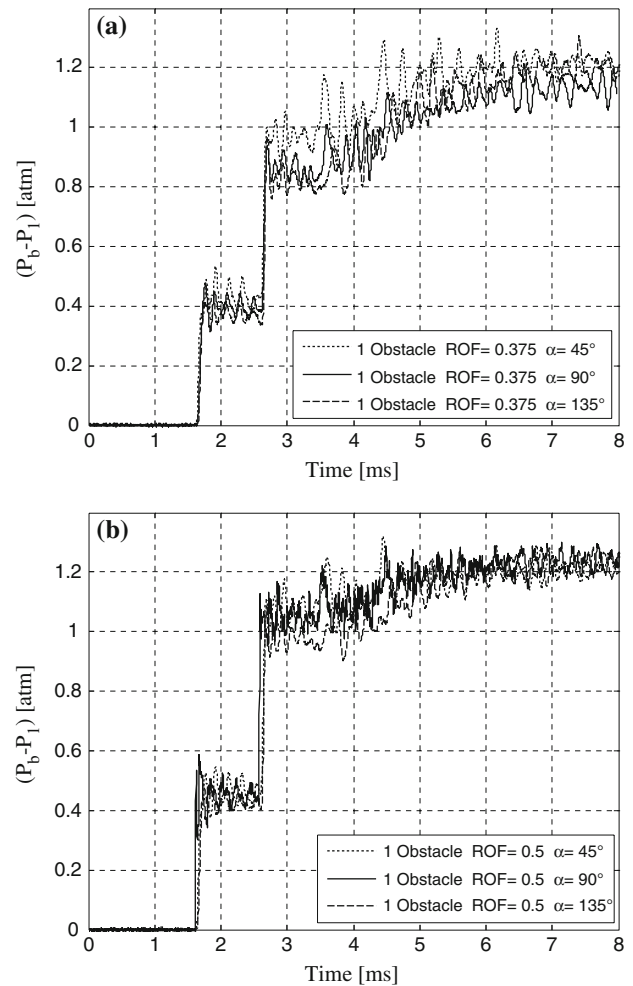 (a)
1.2
1
0.8
0.6
0.4
0.2
0
(P_b-P_1) [atm]
1 Obstacle ROF= 0.375 α= 45°
1 Obstacle ROF= 0.375 α= 90°
1 Obstacle ROF= 0.375 α= 135°
0 1 2 3 4 5 6 7 8
Time [ms]
(b)
1.2
1
0.8
0.6
0.4
0.2
0
(P_b-P_1) [atm]
1 Obstacle ROF= 0.5 α= 45°
1 Obstacle ROF= 0.5 α= 90°
1 Obstacle ROF= 0.5 α= 135°
0 1 2 3 4 5 6 7 8
Time [ms]